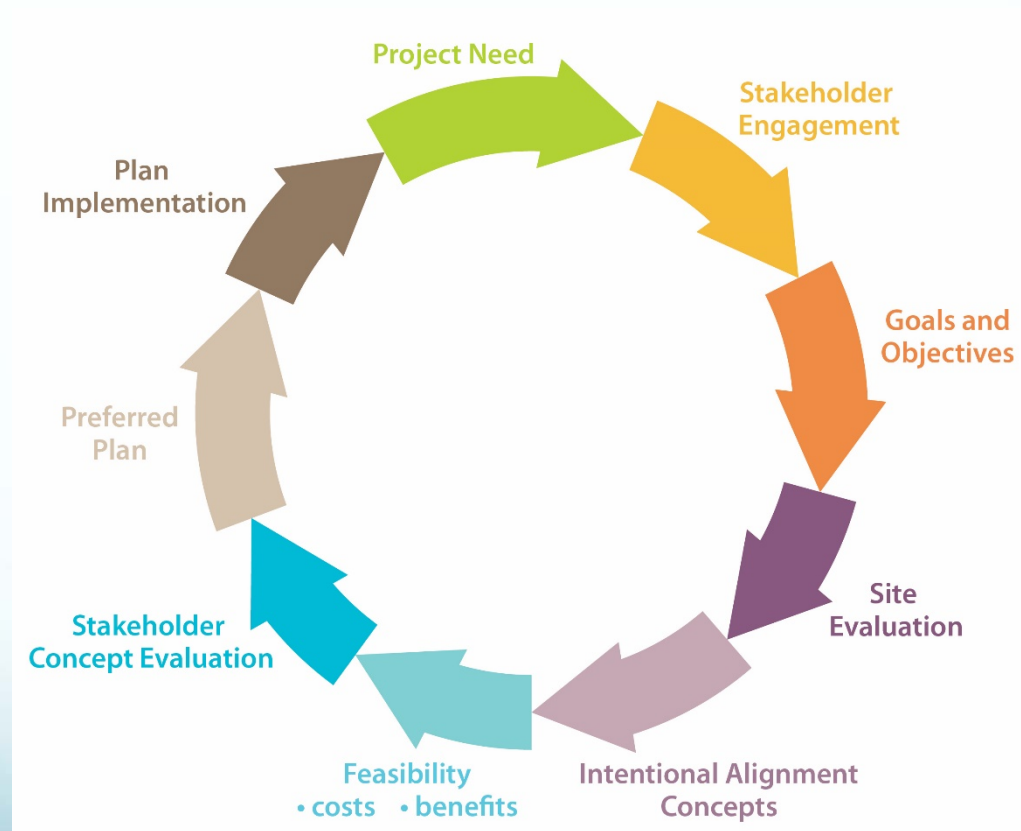 Project Need
Stakeholder
Engagement
Goals and
Objectives
Site
Evaluation
Intentional Alignment
Concepts
Feasibility
• costs • benefits
Stakeholder
Concept Evaluation
Preferred
Plan
Plan
Implementation